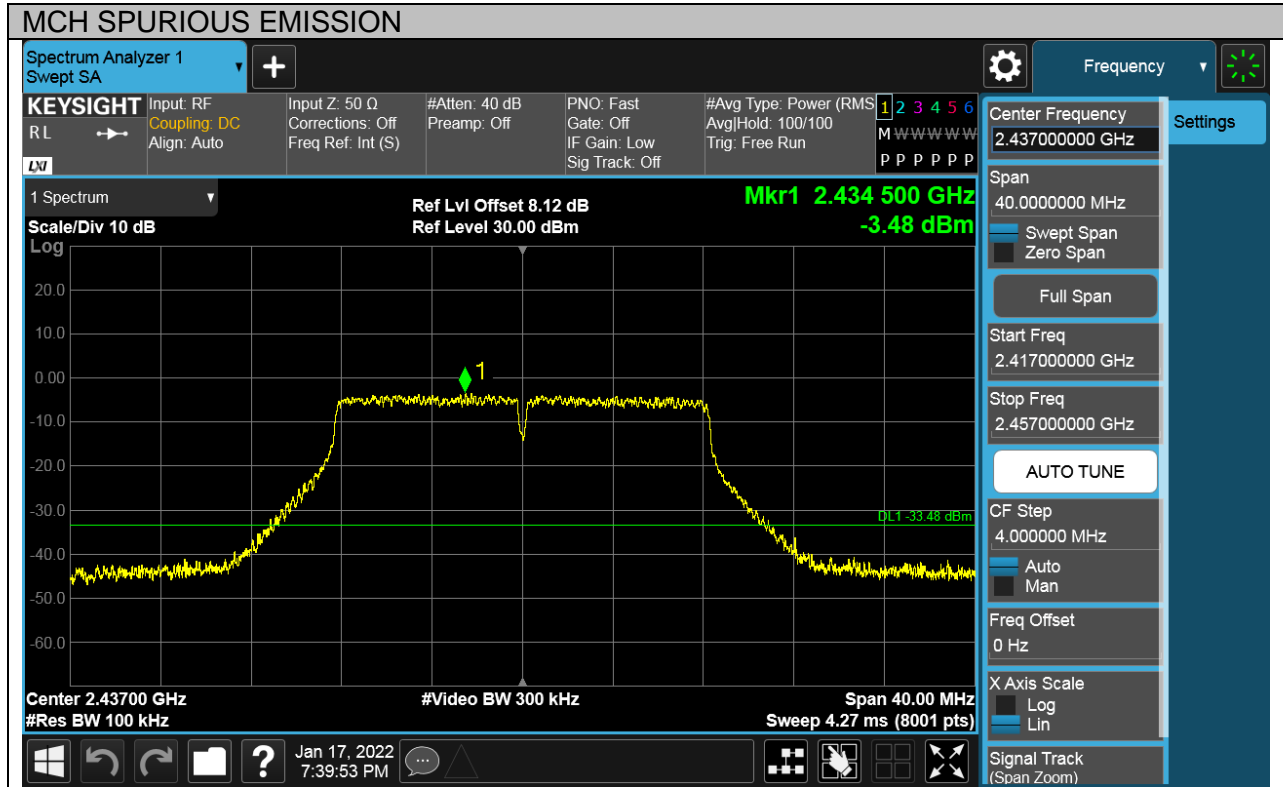 MCH SPURIOUS EMISSION
Spectrum Analyzer 1
Swept SA
+
Frequency
KEYSIGHT
RL
LXI
Input: RF
Coupling: DC
Align: Auto
Input Z: 50 Ω
Corrections: Off
Freq Ref: Int (S)
#Atten: 40 dB
Preamp: Off
PNO: Fast
Gate: Off
IF Gain: Low
Sig Track: Off
#Avg Type: Power (RMS
Avg|Hold: 100/100
Trig: Free Run
1 2 3 4 5 6
M W W W W W
P P P P P P
1 Spectrum
Scale/Div 10 dB
Ref Lvl Offset 8.12 dB
Ref Level 30.00 dBm
Mkr1 2.434 500 GHz
-3.48 dBm
Log
20.0
10.0
0.00
-10.0
-20.0
-30.0
-40.0
-50.0
-60.0
1
DL1 -33.48 dBm
Center 2.43700 GHz
#Video BW 300 kHz
Span 40.00 MHz
#Res BW 100 kHz
Sweep 4.27 ms (8001 pts)
?
Jan 17, 2022
7:39:53 PM
Center Frequency
2.437000000 GHz
Settings
Span
40.0000000 MHz
Swept Span
Zero Span
Full Span
Start Freq
2.417000000 GHz
Stop Freq
2.457000000 GHz
AUTO TUNE
CF Step
4.000000 MHz
Auto
Man
Freq Offset
0 Hz
X Axis Scale
Log
Lin
Signal Track
(Span Zoom)